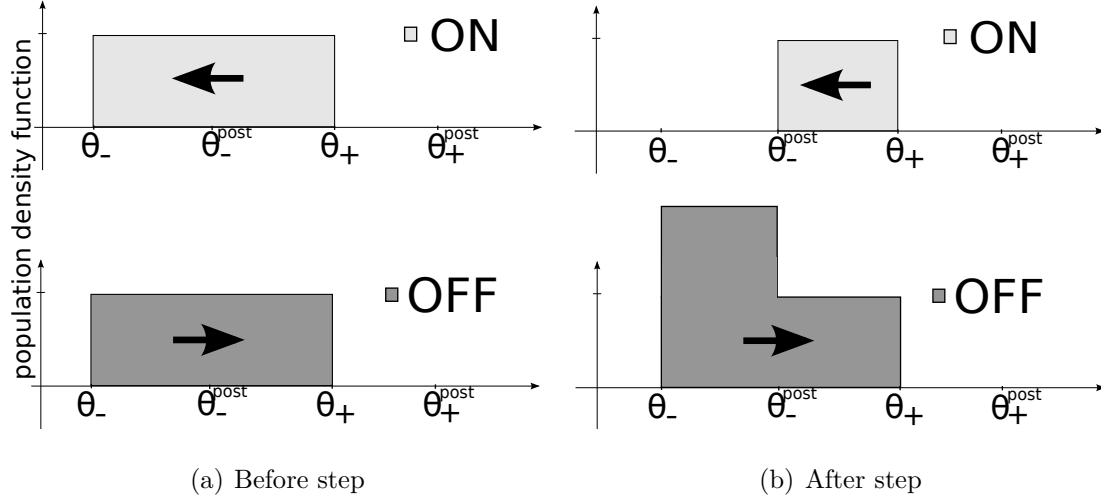 population density function
ON
θ₋ θ₋ᵖᵒˢᵗ θ₊ θ₊ᵖᵒˢᵗ
OFF
θ₋ θ₋ᵖᵒˢᵗ θ₊ θ₊ᵖᵒˢᵗ
(a) Before step
ON
θ₋ θ₋ᵖᵒˢᵗ θ₊ θ₊ᵖᵒˢᵗ
OFF
θ₋ θ₋ᵖᵒˢᵗ θ₊ θ₊ᵖᵒˢᵗ
(b) After step